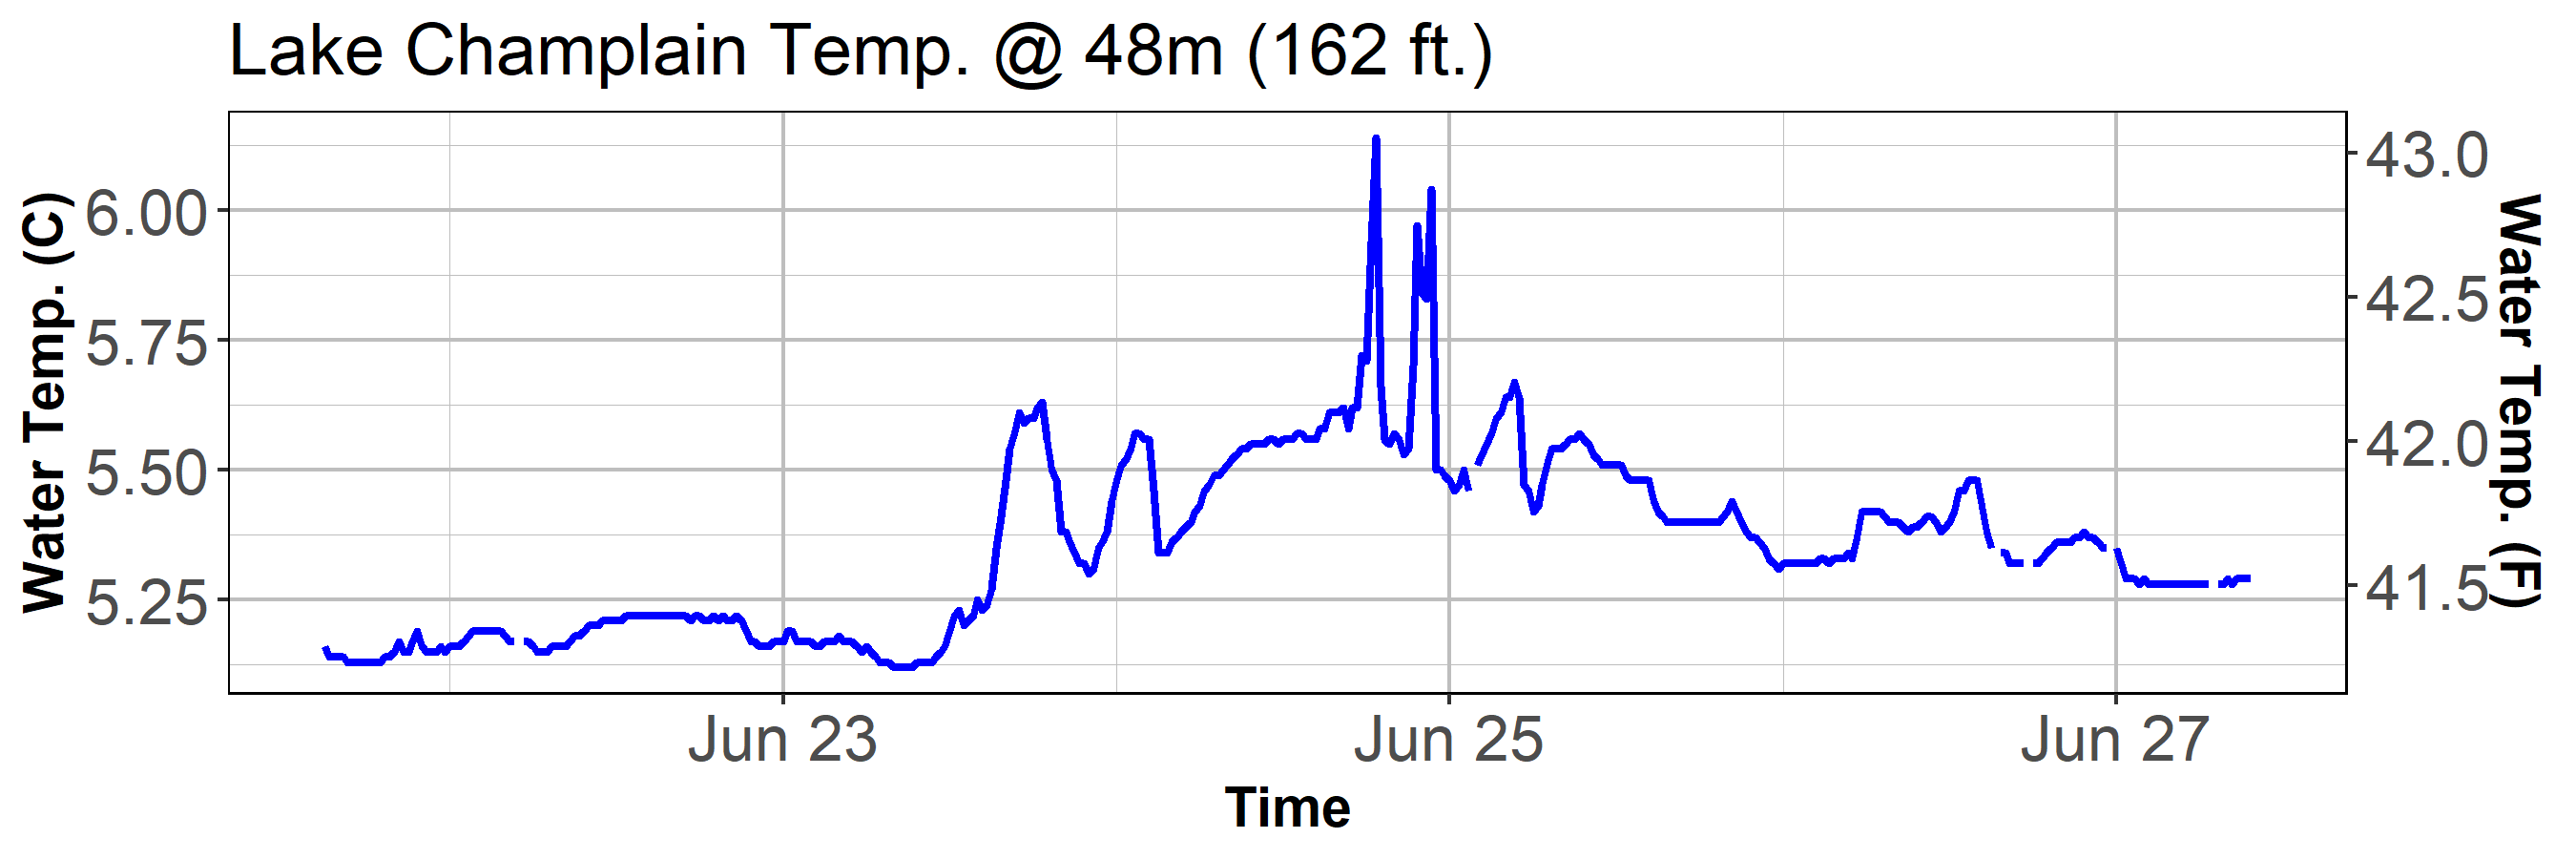 Lake Champlain Temp. @ 48m (162 ft.)
Water Temp. (C)
6.00
5.75
5.50
5.25
43.0
42.5
42.0
41.5
Water Temp. (F)
Jun 23
Jun 25
Jun 27
Time